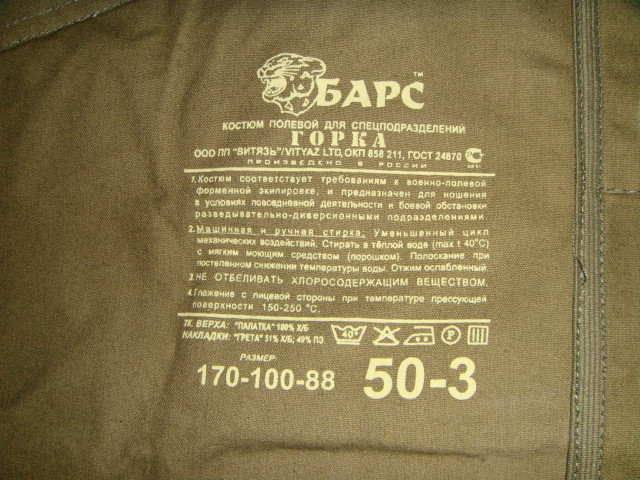 БАРС™
КОСТЮМ ПОЛЕВОЙ ДЛЯ СПЕЦПОДРАЗДЕЛЕНИЙ
ГОРКА
ООО ПП "ВИТЯЗЬ"/VITYAZ LTD, ОКП 858 211, ГОСТ 24870
ПРОИЗВЕДЕНО В РОССИИ
1. Костюм соответствует требованиям к военно-полевой
форменной экипировке, и предназначен для ношения
в условиях повседневной деятельности и боевой обстановки
разведывательно-диверсионными подразделениями.
2. Машинная и ручная стирка: Уменьшенный цикл
механических воздействий. Стирать в тёплой воде (max t 40°C)
с мягким моющим средством (порошком). Полоскание при
постепенном снижении температуры воды. Отжим ослабленный.
3. НЕ ОТБЕЛИВАТЬ ХЛОРОСОДЕРЖАЩИМ ВЕЩЕСТВОМ.
4. Глажение с лицевой стороны при температуре прессующей
поверхности 150-250 °C.
ТК. ВЕРХА: "ПАЛАТКА" 100% Х/Б
НАКЛАДКИ: "ГРЕТА" 51% Х/Б; 49% ПЭ
40° P
РАЗМЕР
170-100-88 50-3